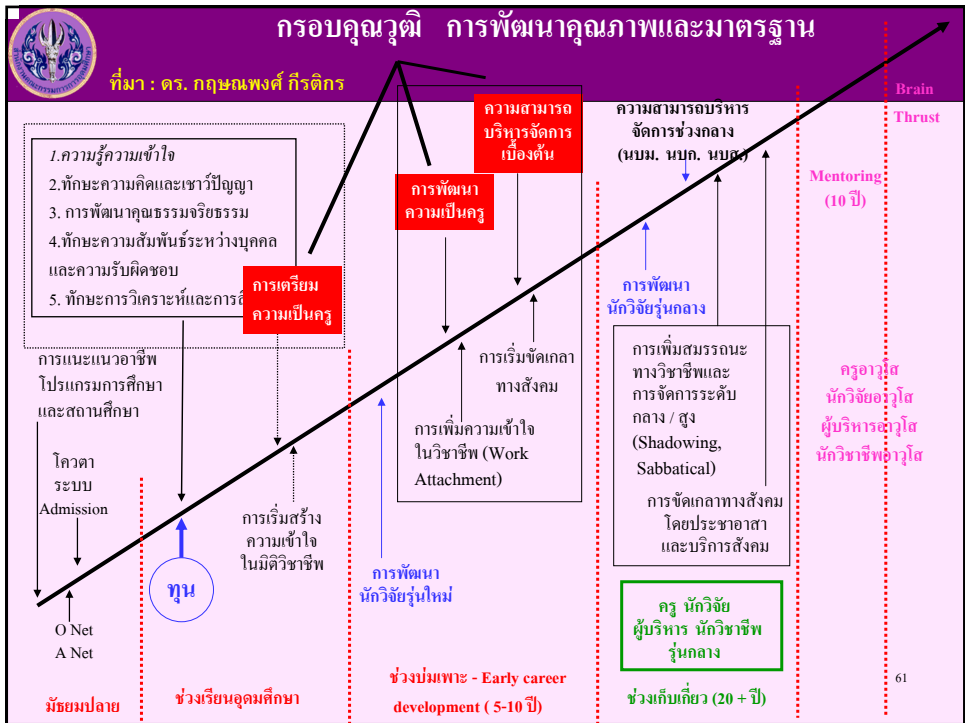 กรอบคุณวุฒิ การพัฒนาคุณภาพและมาตรฐาน
ที่มา : ดร. กฤษณพงศ์ กีรติกร
Brain
Thrust
1.ความรู้ความเข้าใจ
2.ทักษะความคิดและเชาว์ปัญญา
3. การพัฒนาคุณธรรมจริยธรรม
4.ทักษะความสัมพันธ์ระหว่างบุคคล
และความรับผิดชอบ
5. ทักษะการวิเคราะห์และการ
การเตรียม
ความเป็นครู
การพัฒนา
ความเป็นครู
ความสามารถ
บริหารจัดการ
เบื้องต้น
ความสามารถบริหาร
จัดการช่วงกลาง
(นบม. นบก. นบส.)
Mentoring
(10 ปี)
การแนะแนวอาชีพ
โปรแกรมการศึกษา
และสถานศึกษา
โควตา
ระบบ
Admission
O Net
A Net
ทุน
การเริ่มสร้าง
ความเข้าใจ
ในมิติวิชาชีพ
การพัฒนา
นักวิจัยรุ่นใหม่
การเพิ่มความเข้าใจ
ในวิชาชีพ (Work
Attachment)
การเริ่มขัดเกลา
ทางสังคม
การพัฒนา
นักวิจัยรุ่นกลาง
การเพิ่มสมรรถนะ
ทางวิชาชีพและ
การจัดการระดับ
กลาง / สูง
(Shadowing,
Sabbatical)
การขัดเกลาทางสังคม
โดยประชาอาสา
และบริการสังคม
ครูอาวุโส
นักวิจัยอาวุโส
ผู้บริหารอาวุโส
นักวิชาชีพอาวุโส
ครู นักวิจัย
ผู้บริหาร นักวิชาชีพ
รุ่นกลาง
มัธยมปลาย
ช่วงเรียนอุดมศึกษา
ช่วงบ่มเพาะ - Early career
development ( 5-10 ปี)
ช่วงเก็บเกี่ยว (20 + ปี)
61